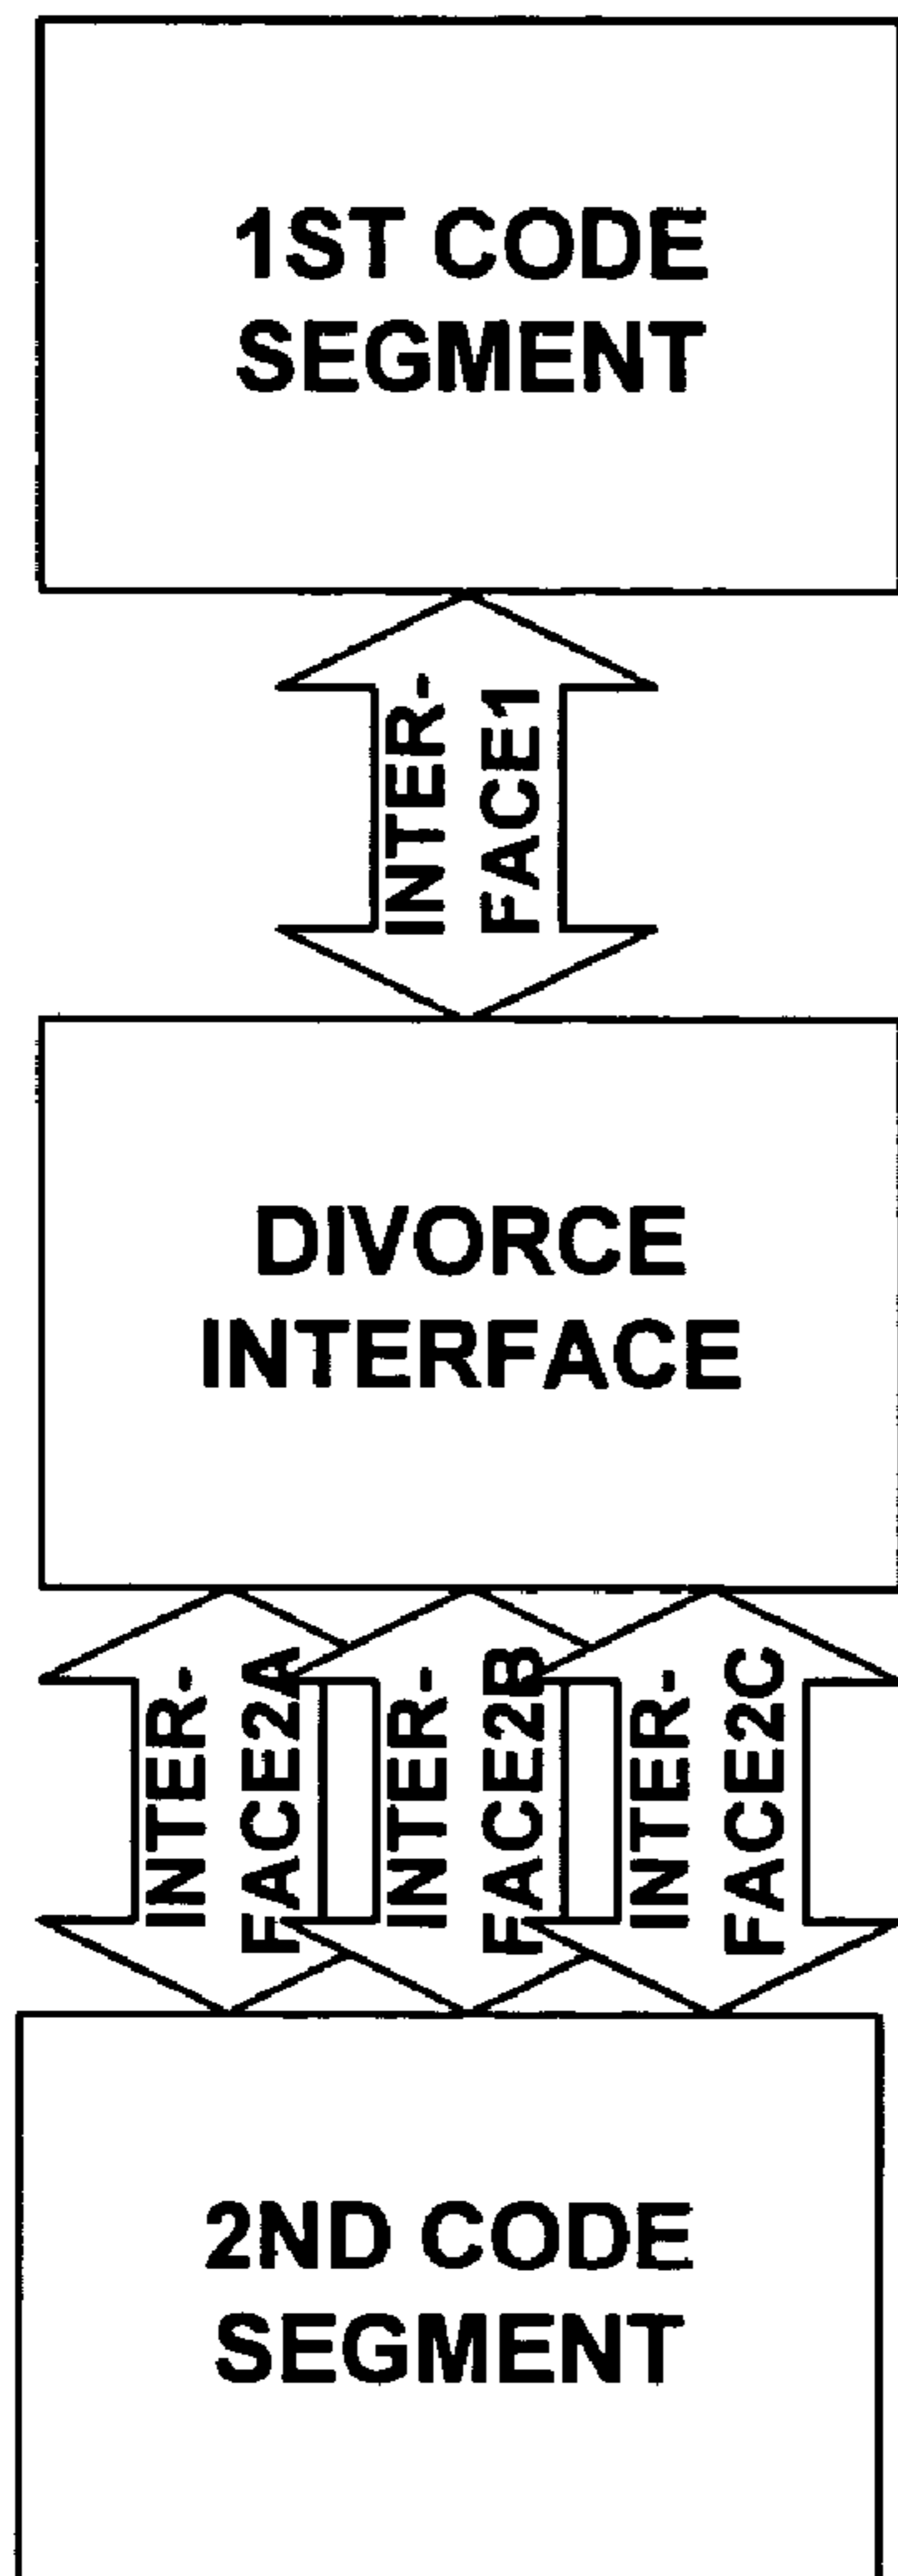 1ST CODE
SEGMENT
INTER-
FACE1
DIVORCE
INTERFACE
INTER-
FACE2A
INTER-
FACE2B
INTER-
FACE2C
2ND CODE
SEGMENT